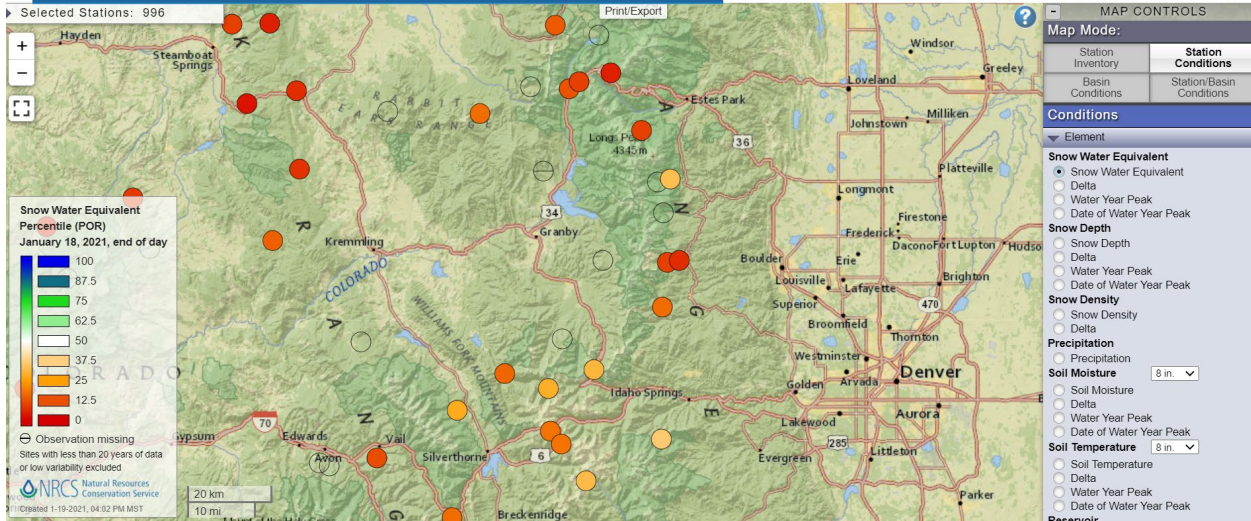 Selected Stations: 996
Print/Export
?
+
−
Hayden
Steamboat
Springs
K
RABBIT
EARS RANGE
A
Estes Park
Longs Peak
4345m
36
Windsor
Greeley
Loveland
Johnstown
Milliken
Platteville
Longmont
Firestone
Frederick
Dacono
Fort Lupton
Hudso
Boulder
Erie
Brighton
Louisville
Lafayette
Superior
470
Broomfield
Thornton
Westminster
Denver
Golden
Arvada
Lakewood
Aurora
285
Evergreen
Littleton
Parker
N
G
E
34
Granby
R
Kremmling
COLORADO
A
WILLIAMS FORK MOUNTAINS
N
G
Idaho Springs
70
Gypsum
Edwards
Vail
Avon
Silverthorne
6
Breckenridge
ORADO
Snow Water Equivalent
Percentile (POR)
January 18, 2021, end of day
100
87.5
75
62.5
50
37.5
25
12.5
0
Observation missing
Sites with less than 20 years of data
or low variability excluded
NRCS Natural Resources
Conservation Service
Created 1-19-2021, 04:02 PM MST
20 km
10 mi
- MAP CONTROLS
Map Mode:
Station
Inventory
Station
Conditions
Basin
Conditions
Station/Basin
Conditions
Conditions
Element
Snow Water Equivalent
Snow Water Equivalent
Delta
Water Year Peak
Date of Water Year Peak
Snow Depth
Snow Depth
Delta
Water Year Peak
Date of Water Year Peak
Snow Density
Snow Density
Delta
Precipitation
Precipitation
Soil Moisture 8 in.
Soil Moisture
Delta
Water Year Peak
Date of Water Year Peak
Soil Temperature 8 in.
Soil Temperature
Delta
Water Year Peak
Date of Water Year Peak
Reservoir